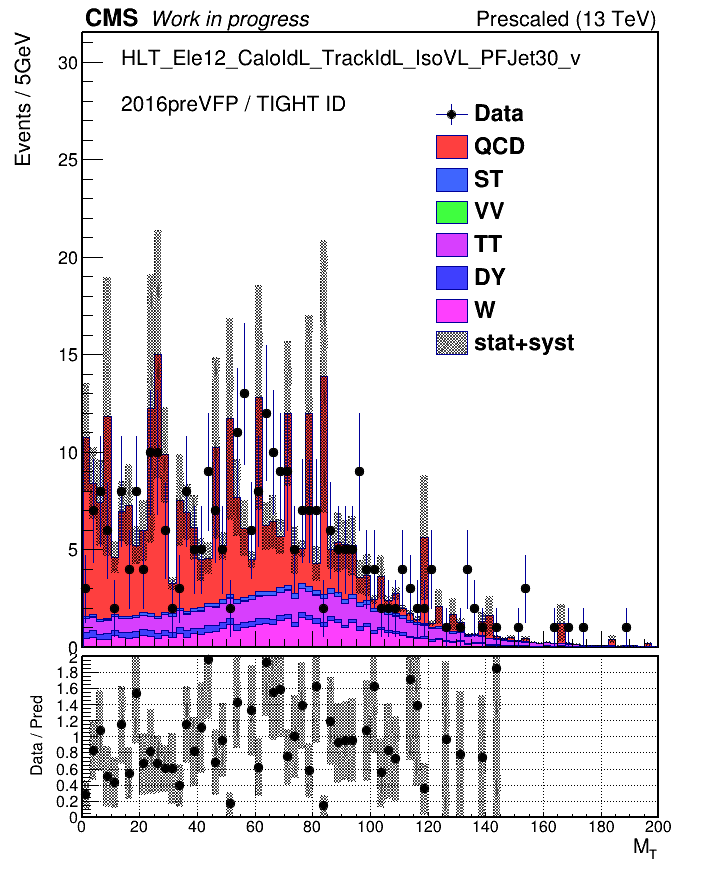 CMS Work in progress Prescaled (13 TeV)
Events / 5GeV
HLT_Ele12_CaloIdL_TrackIdL_IsoVL_PFJet30_v
2016preVFP / TIGHT ID
Data
QCD
ST
VV
TT
DY
W
stat+syst
30
25
20
15
10
5
0
Data / Pred
2
1.8
1.6
1.4
1.2
1
0.8
0.6
0.4
0.2
0
0 20 40 60 80 100 120 140 160 180 200
M_T